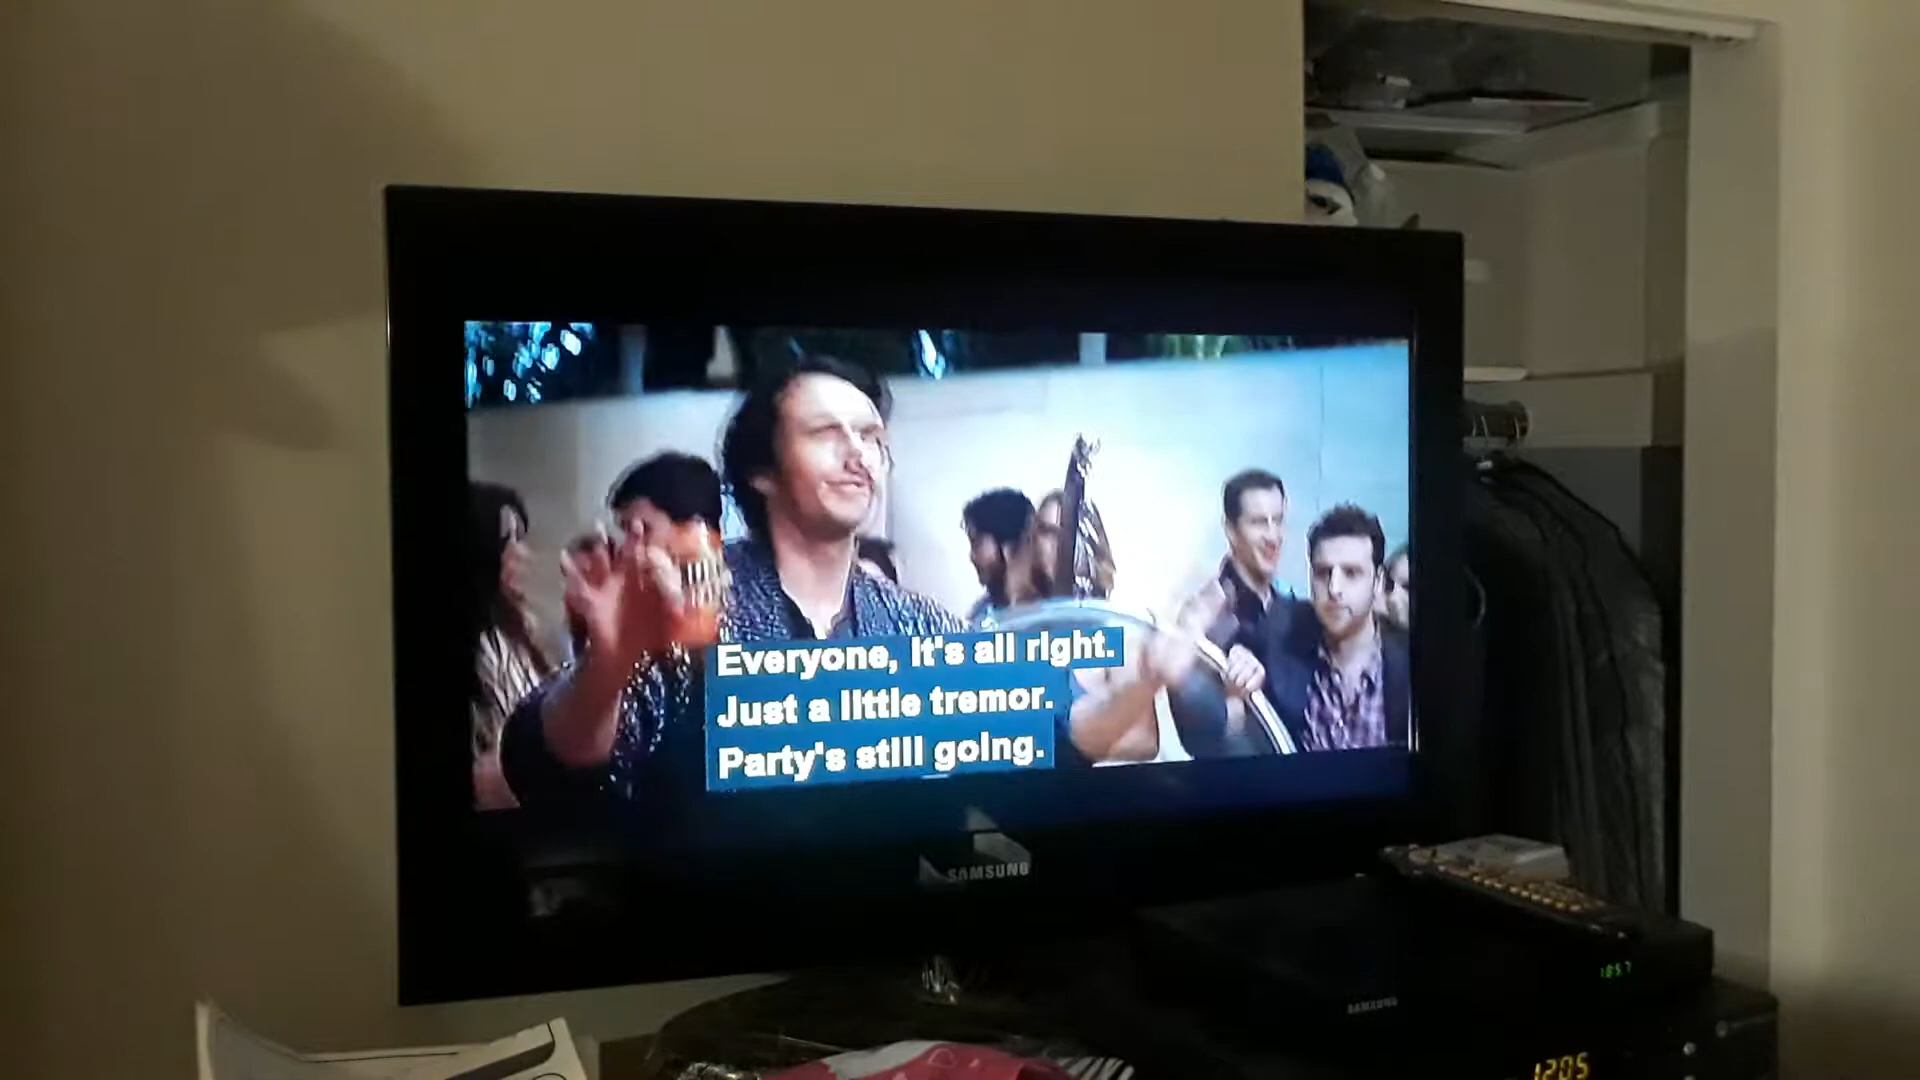 Everyone, it's all right.
Just a little tremor.
Party's still going.
SAMSUNG
SAMSUNG
1205